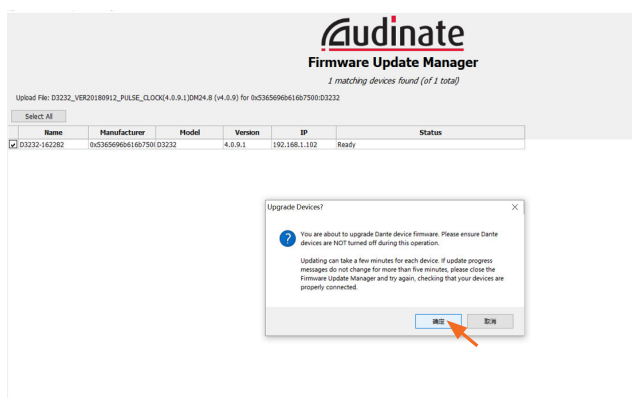 Audinate
Firmware Update Manager
1 matching devices found (of 1 total)
Upload File: D3232_VER20180912_PULSE_CLOCK(4.0.9.1)DM24.8 (v4.0.9) for 0x5365696b616b7500:D3232
Select All
Name Manufacturer Model Version IP Status
D3232-162282 0x5365696b616b750( D3232 4.0.9.1 192.168.1.102 Ready
Upgrade Devices?
You are about to upgrade Dante device firmware. Please ensure Dante
devices are NOT turned off during this operation.
Updating can take a few minutes for each device. If update progress
messages do not change for more than five minutes, please close the
Firmware Update Manager and try again, checking that your devices are
properly connected.
确定 取消